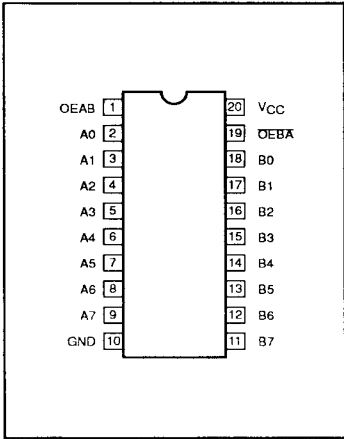 OEAB 1 20 VCC
A0 2 19 O̅E̅B̅A̅
A1 3 18 B0
A2 4 17 B1
A3 5 16 B2
A4 6 15 B3
A5 7 14 B4
A6 8 13 B5
A7 9 12 B6
GND 10 11 B7